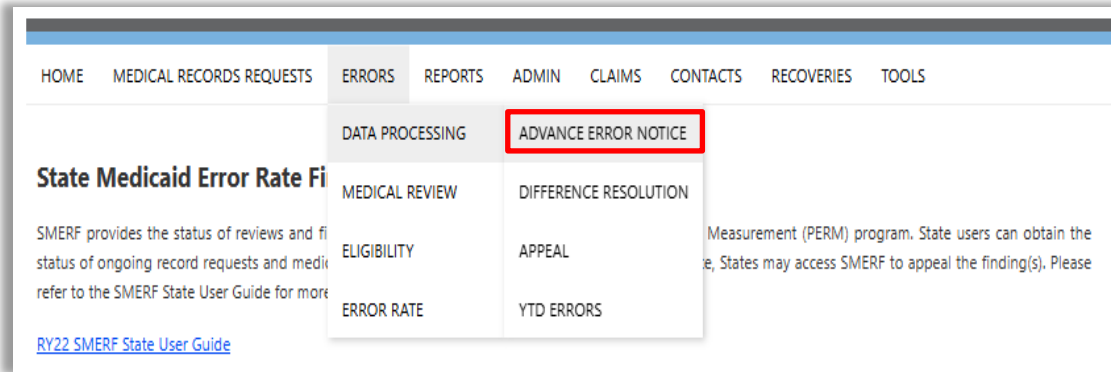 HOME MEDICAL RECORDS REQUESTS ERRORS REPORTS ADMIN CLAIMS CONTACTS RECOVERIES TOOLS
DATA PROCESSING ADVANCE ERROR NOTICE
State Medicaid Error Rate Fi
MEDICAL REVIEW DIFFERENCE RESOLUTION
SMERF provides the status of reviews and fi Measurement (PERM) program. State users can obtain the
ELIGIBILITY APPEAL
status of ongoing record requests and medic e, States may access SMERF to appeal the finding(s). Please
refer to the SMERF State User Guide for more
ERROR RATE YTD ERRORS
RY22 SMERF State User Guide